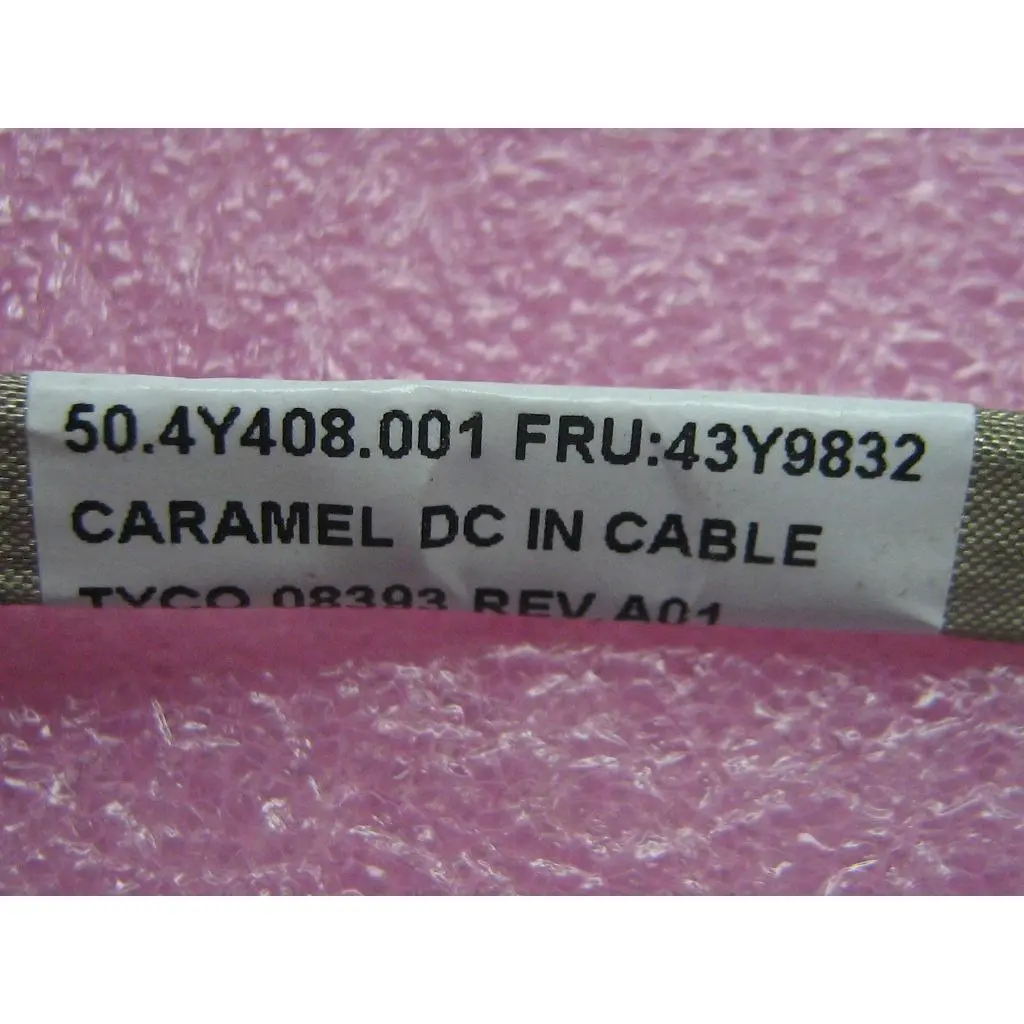 50.4Y408.001 FRU:43Y9832
CARAMEL DC IN CABLE
TYCO 08393 REV A01